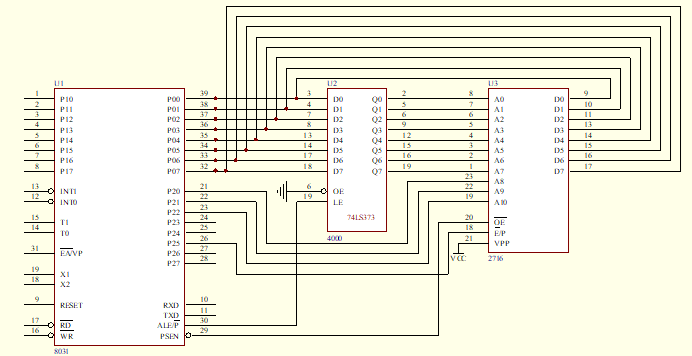 U1
U2
U3
1 P10 P00 39
2 P11 P01 38
3 P12 P02 37
4 P13 P03 36
5 P14 P04 35
6 P15 P05 34
7 P16 P06 33
8 P17 P07 32
13 INT1 P20 21
12 INT0 P21 22
P22 23
15 T1 P23 24
14 T0 P24 25
P25 26
31 EA/VP P26 27
P27 28
19 X1
18 X2
9 RESET RXD 10
TXD 11
17 RD ALE/P 30
16 WR PSEN 29
8031
3 D0 Q0 2
4 D1 Q1 5
7 D2 Q2 6
8 D3 Q3 9
13 D4 Q4 12
14 D5 Q5 15
17 D6 Q6 16
18 D7 Q7 19
6 OE
19 LE
74LS373
4000
8 A0 D0 9
7 A1 D1 10
6 A2 D2 11
5 A3 D3 13
4 A4 D4 14
3 A5 D5 15
2 A6 D6 16
1 A7 D7 17
23 A8
22 A9
19 A10
20 OE
18 E/P
21 VPP
VCC
2716